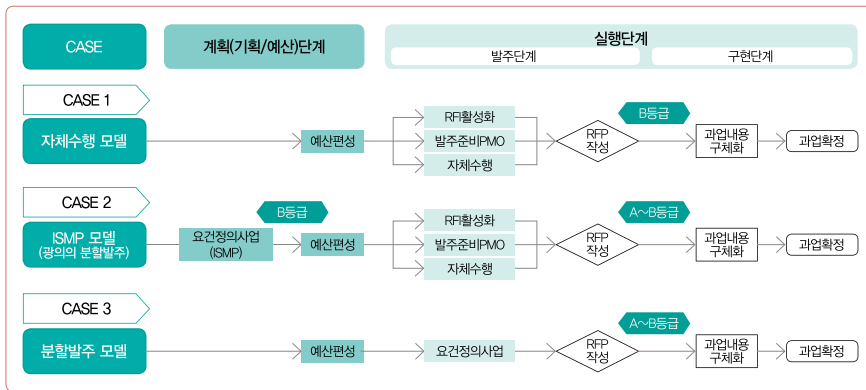 CASE
계획(기획/예산)단계
실행단계
발주단계
구현단계
CASE 1
자체수행 모델
예산편성
RFI활성화
발주준비PMO
자체수행
RFP
작성
B등급
과업내용
구체화
과업확정
CASE 2
ISMP 모델
(광의의 분할발주)
요건정의사업
(ISMP)
B등급
예산편성
RFI활성화
발주준비PMO
자체수행
RFP
작성
A~B등급
과업내용
구체화
과업확정
CASE 3
분할발주 모델
예산편성
요건정의사업
RFP
작성
A~B등급
과업내용
구체화
과업확정